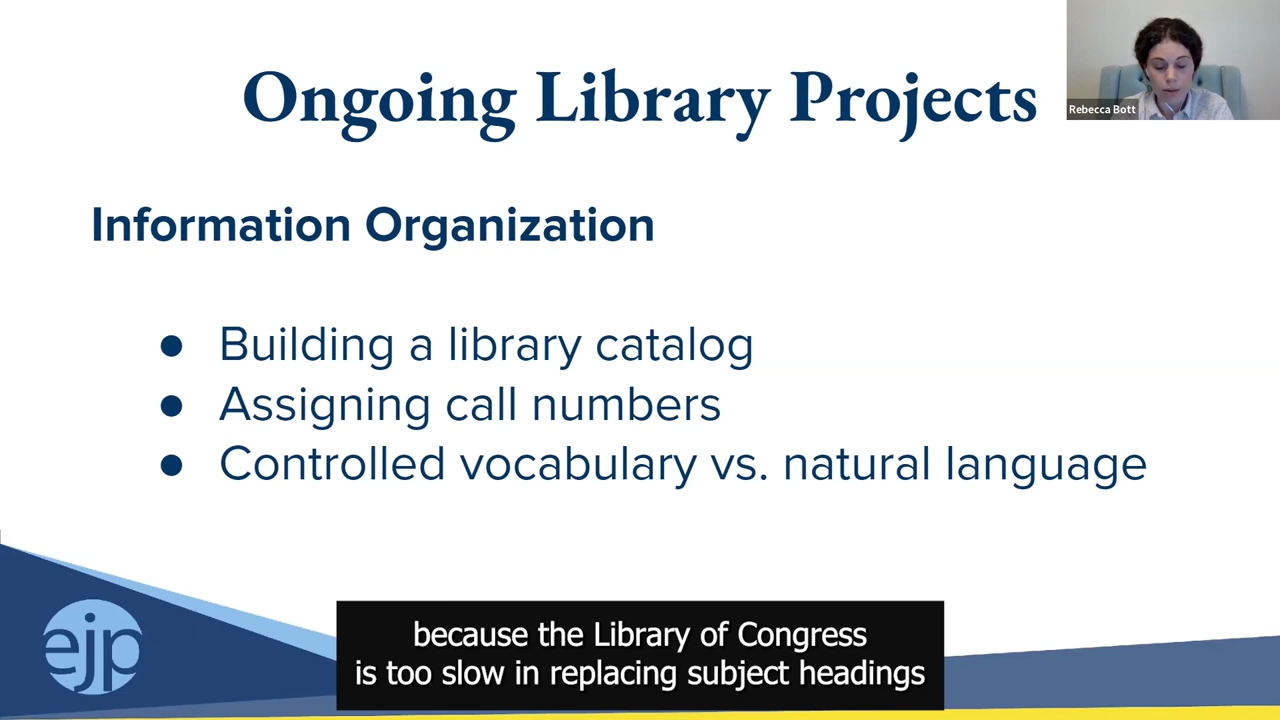 Ongoing Library Projects
Rebecca Bott
Information Organization
● Building a library catalog
● Assigning call numbers
● Controlled vocabulary vs. natural language
ejp
because the Library of Congress
is too slow in replacing subject headings